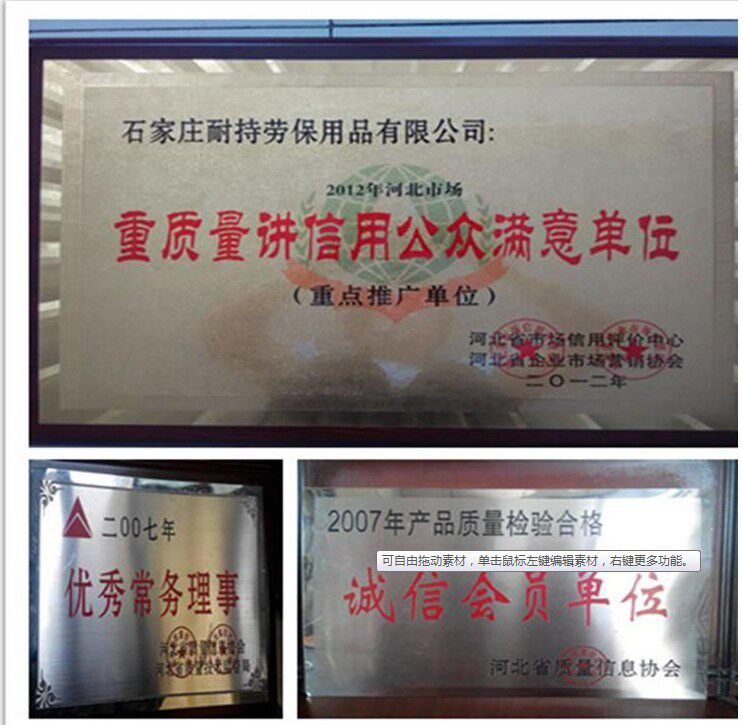 石家庄耐持劳保用品有限公司:
2012年河北市场
重质量讲信用公众满意单位
（重点推广单位）
河北省市场信用评价中心
河北省企业市场营销协会
二〇一二年
二00七年
优秀常务理事
2007年产品质量检验合格
可自由拖动素材，单击鼠标左键编辑素材，右键更多功能。
诚信会员单位
河北省质量信息协会